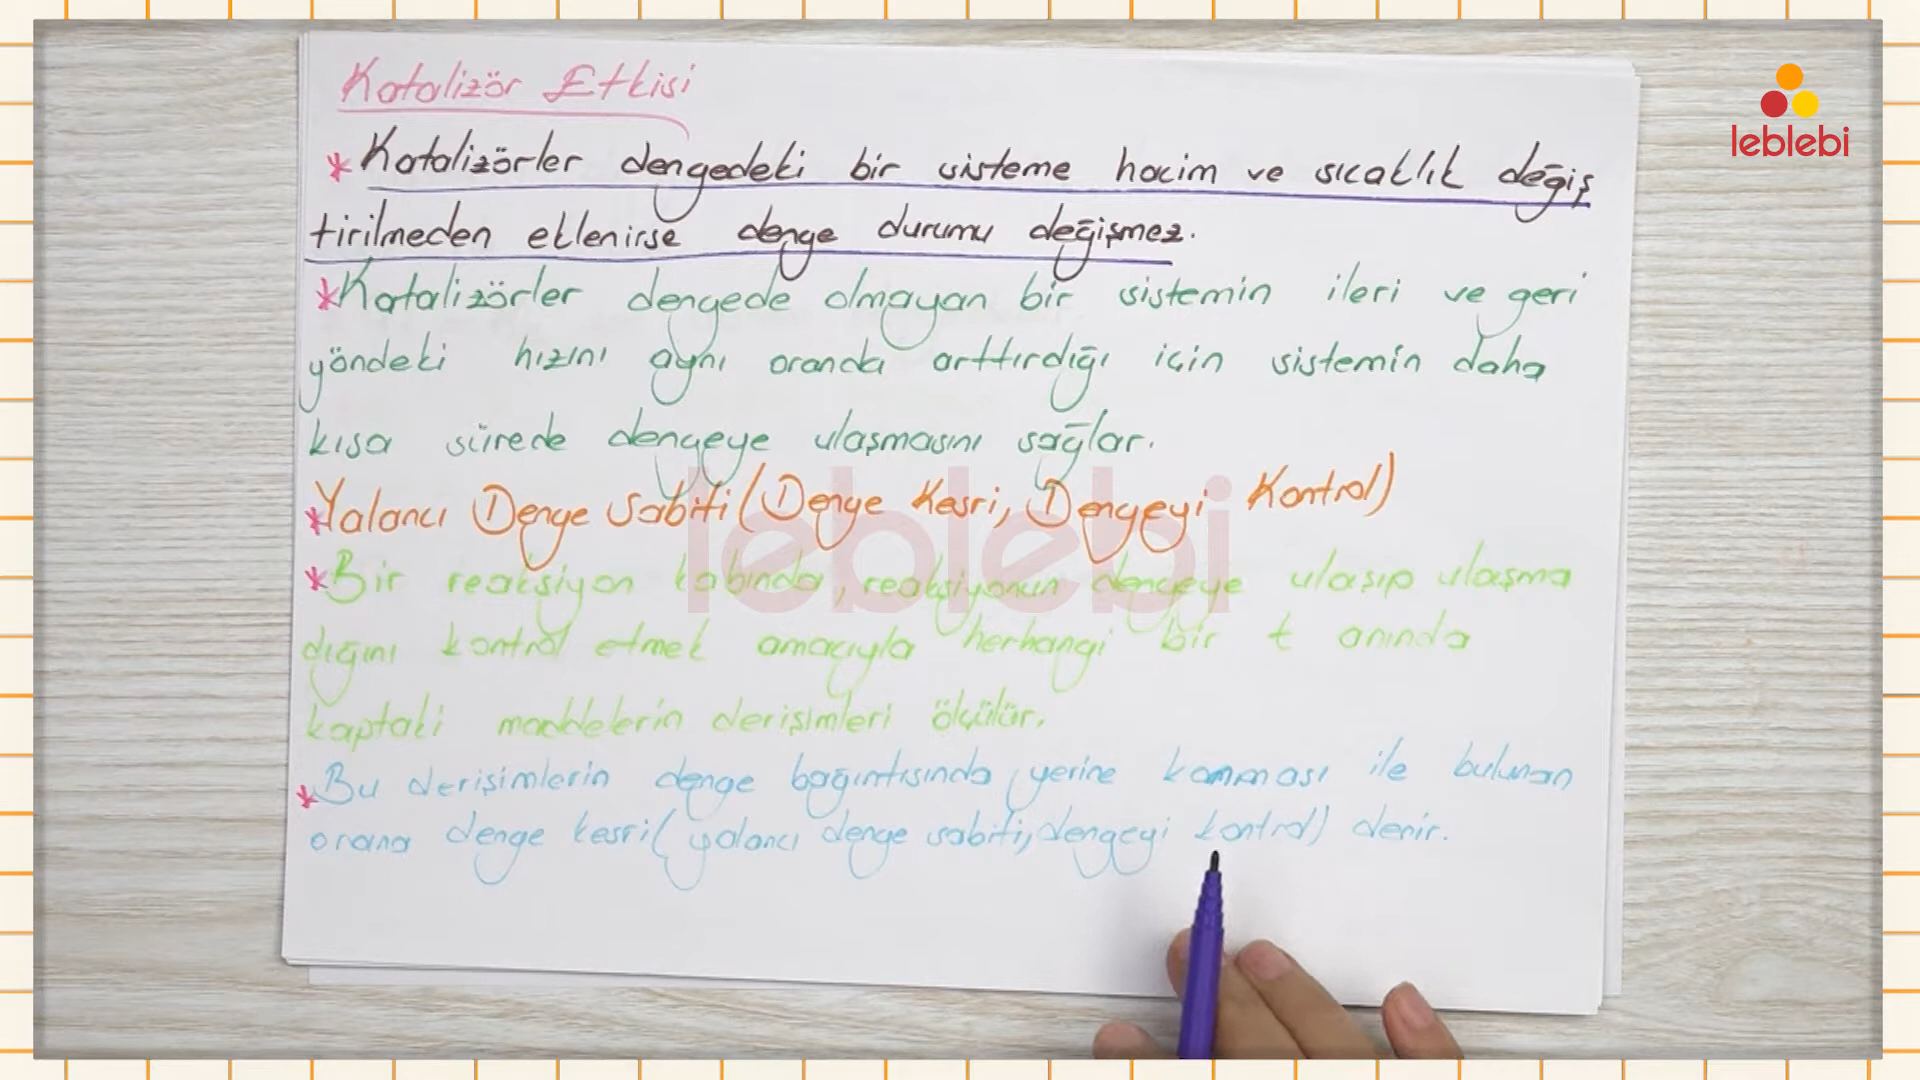 Katalizör Etkisi
leblebi
* Katalizörler dengedeki bir sisteme hacim ve sıcaklık değiş
tirilmeden eklenirse denge durumu değişmez.
* Katalizörler dengede olmayan bir sistemin ileri ve geri
yöndeki hızını aynı oranda arttırdığı için sistemin daha
kısa sürede dengeye ulaşmasını sağlar.
* Yalancı Denge Sabiti (Denge Kesri, Dengeyi Kontrol)
leblebi
* Bir reaksiyon kabında, reaksiyonun dengeye ulaşıp ulaşma
dığını kontrol etmek amacıyla herhangi bir t anında
kaptaki maddelerin derişimleri ölçülür.
* Bu derişimlerin denge bağıntısında yerine konması ile bulunan
orana denge kesri (yalancı denge sabiti, dengeyi kontrol) denir.